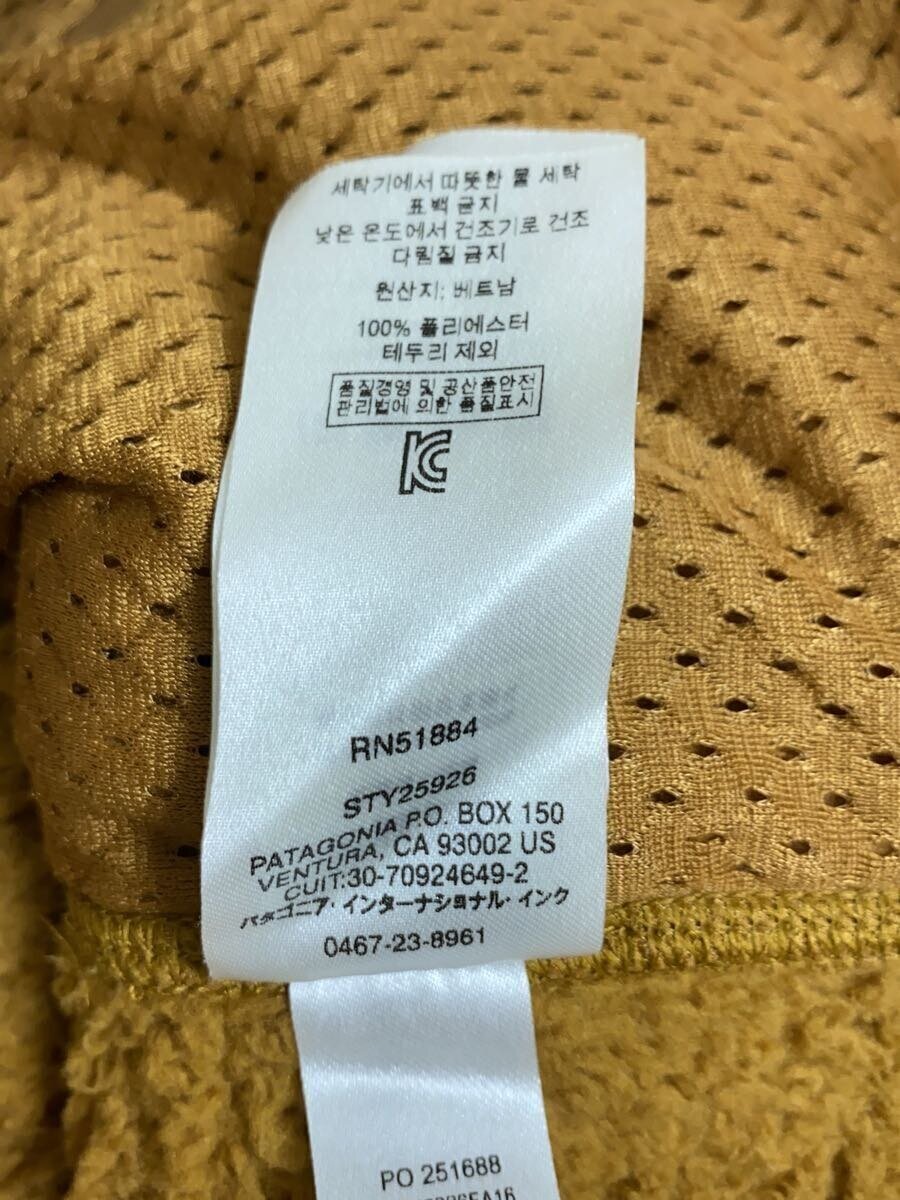 세탁기에서 따뜻한 물 세탁
표백 금지
낮은 온도에서 건조기로 건조
다림질 금지
원산지: 베트남
100% 폴리에스터
테두리 제외
품질경영 및 공산품안전
관리법에 의한 품질표시
KC
RN51884
STY25926
PATAGONIA P.O. BOX 150
VENTURA, CA 93002 US
CUIT:30-70924649-2
パタゴニア・インターナショナル・インク
0467-23-8961
PO 251688